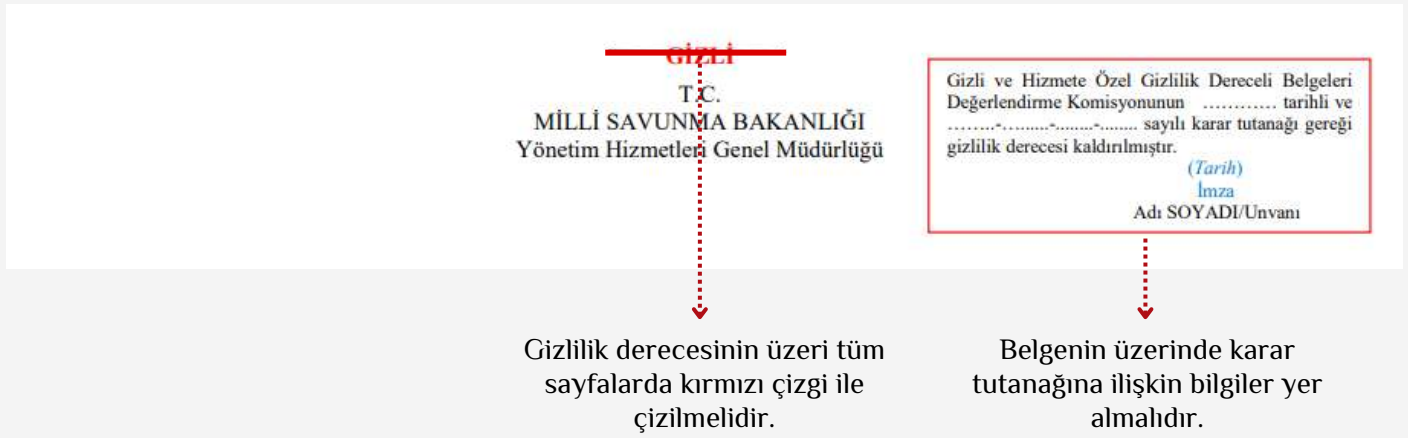 GİZLİ
T.C.
MİLLİ SAVUNMA BAKANLIĞI
Yönetim Hizmetleri Genel Müdürlüğü
Gizli ve Hizmete Özel Gizlilik Dereceli Belgeleri
Değerlendirme Komisyonunun ………… tarihli ve
……..-…......-........-........ sayılı karar tutanağı gereği
gizlilik derecesi kaldırılmıştır.
(Tarih)
İmza
Adı SOYADI/Unvanı
Gizlilik derecesinin üzeri tüm
sayfalarda kırmızı çizgi ile
çizilmelidir.
Belgenin üzerinde karar
tutanağına ilişkin bilgiler yer
almalıdır.